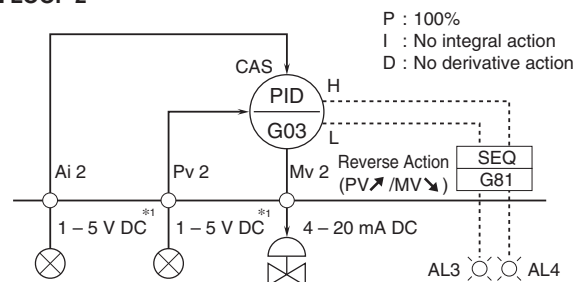 LOOP 2
P : 100%
I : No integral action
D : No derivative action
CAS
PID
G03
H
L
Ai 2
Pv 2
Mv 2
Reverse Action
(PV↗ /MV↘ )
SEQ
G81
1 – 5 V DC*1
1 – 5 V DC*1
4 – 20 mA DC
AL3
AL4